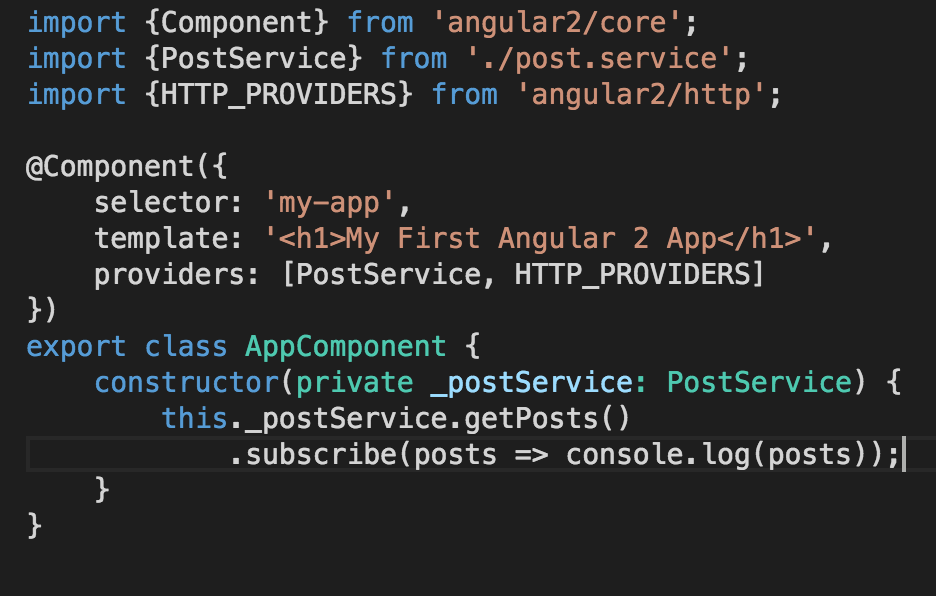 import {Component} from 'angular2/core';
import {PostService} from './post.service';
import {HTTP_PROVIDERS} from 'angular2/http';
@Component({
    selector: 'my-app',
    template: '<h1>My First Angular 2 App</h1>',
    providers: [PostService, HTTP_PROVIDERS]
})
export class AppComponent {
    constructor(private _postService: PostService) {
        this._postService.getPosts()
            .subscribe(posts => console.log(posts));
    }
}